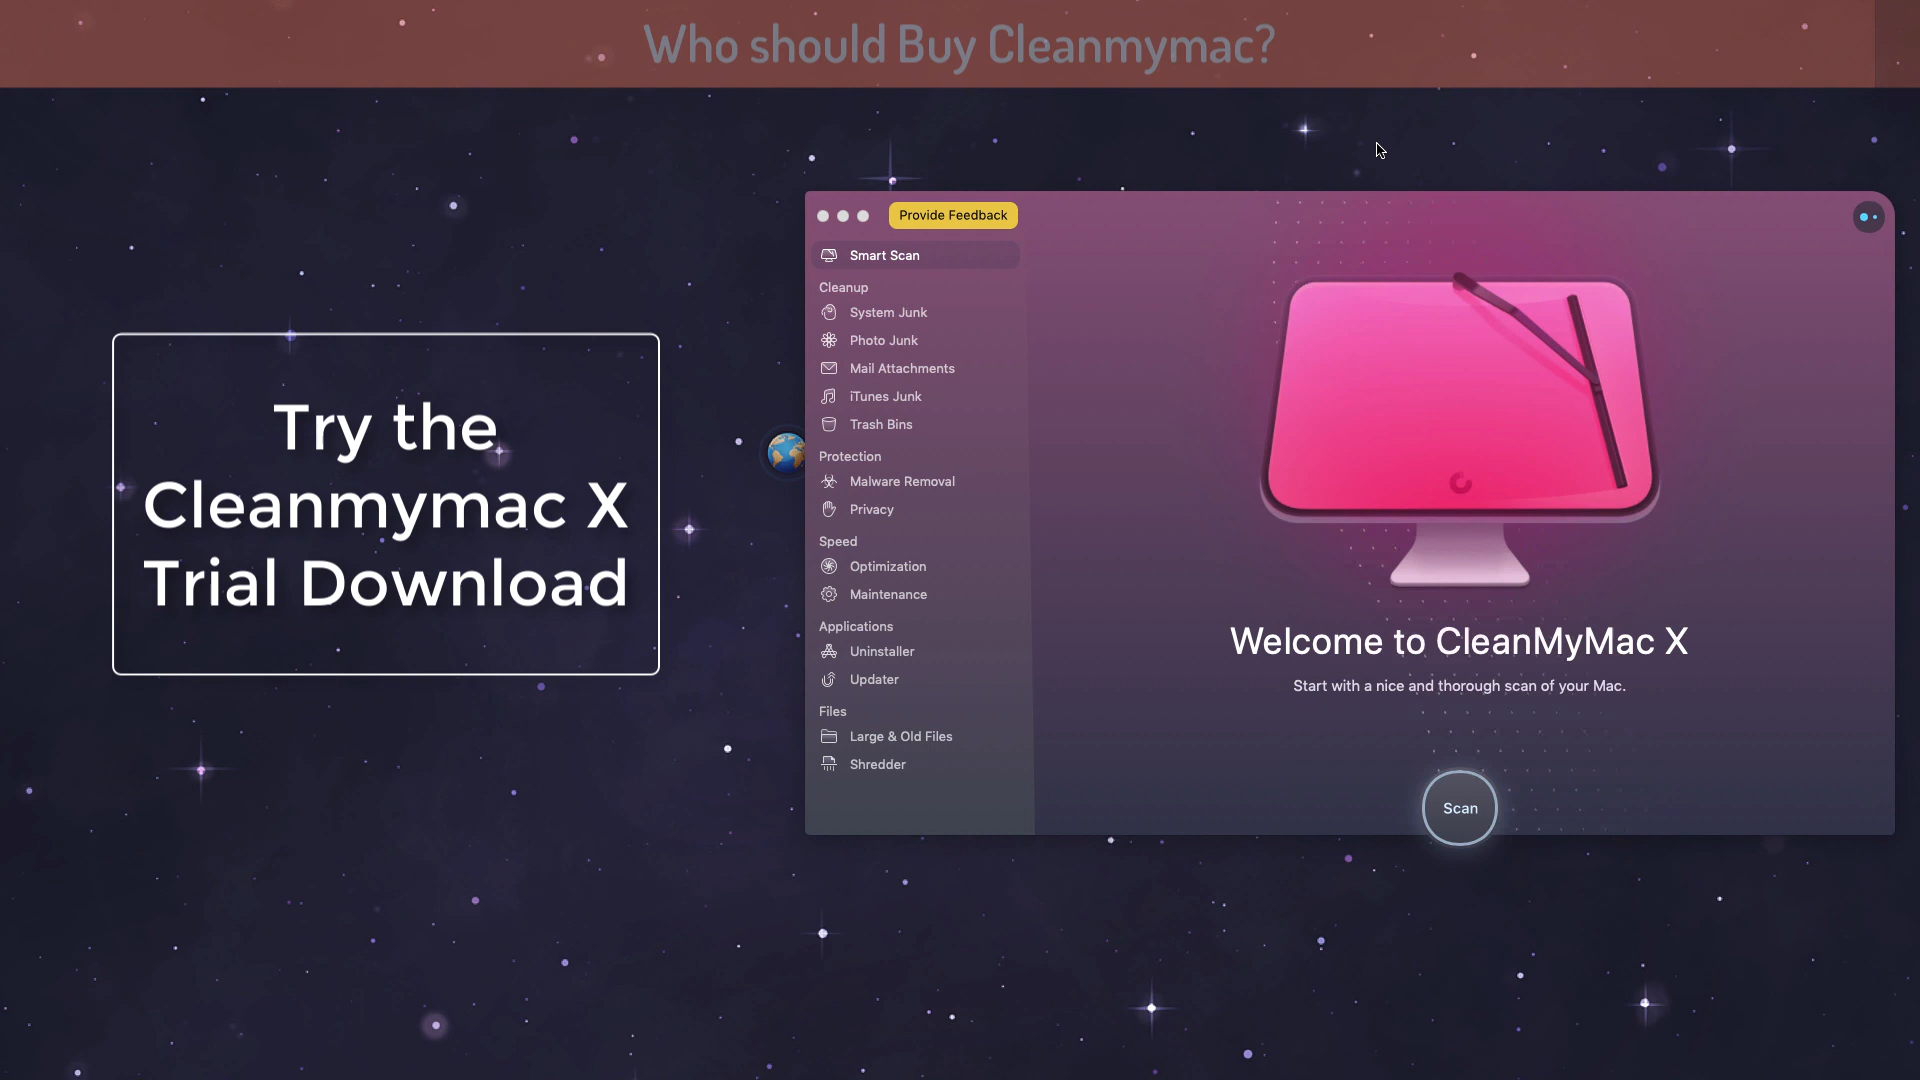 Who should Buy Cleanmymac?
Try the
Cleanmymac X
Trial Download
Provide Feedback
Smart Scan
Cleanup
System Junk
Photo Junk
Mail Attachments
iTunes Junk
Trash Bins
Protection
Malware Removal
Privacy
Speed
Optimization
Maintenance
Applications
Uninstaller
Updater
Files
Large & Old Files
Shredder
Welcome to CleanMyMac X
Start with a nice and thorough scan of your Mac.
Scan